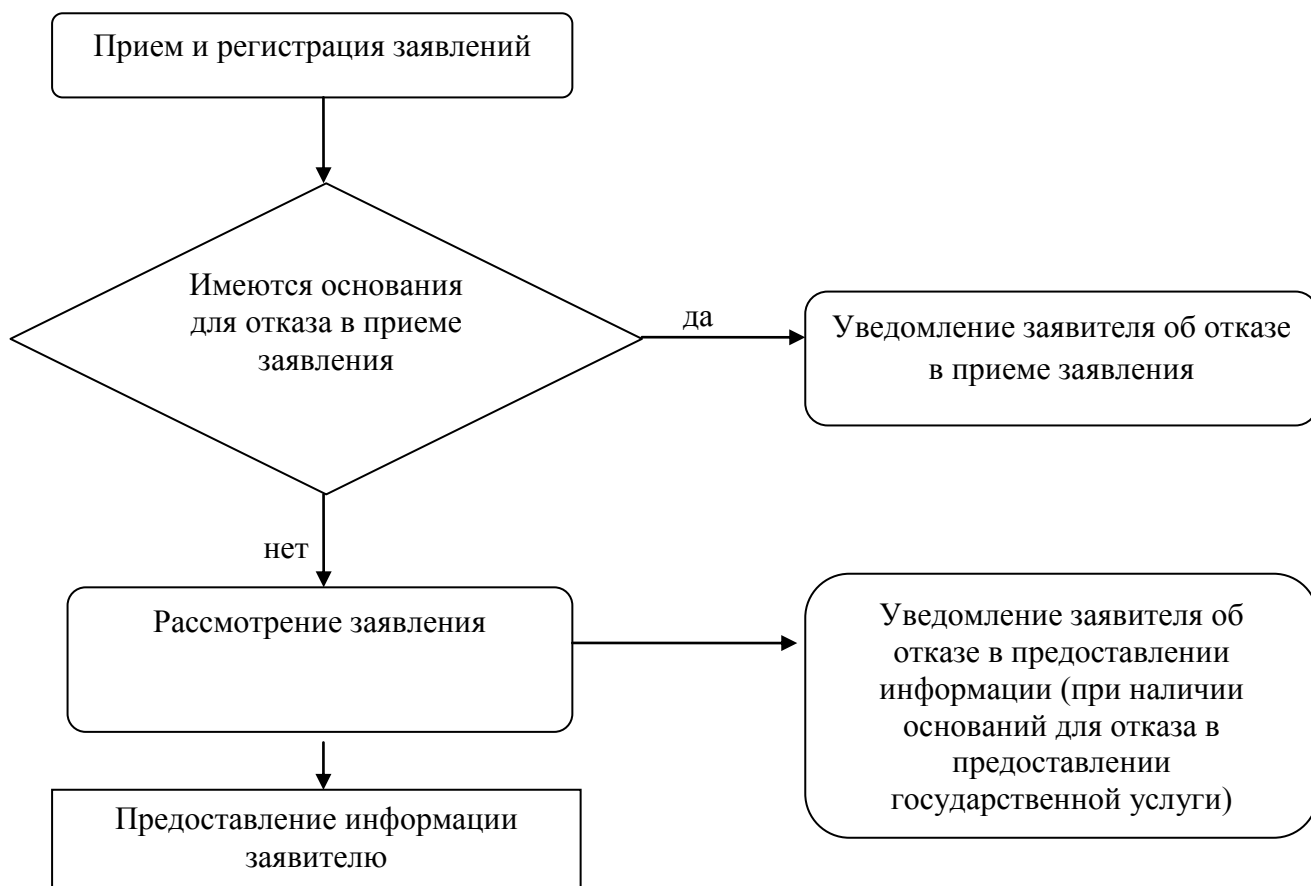 Прием и регистрация заявлений
Имеются основания
для отказа в приеме
заявления
да
Уведомление заявителя об отказе
в приеме заявления
нет
Рассмотрение заявления
Уведомление заявителя об
отказе в предоставлении
информации (при наличии
оснований для отказа в
предоставлении
государственной услуги)
Предоставление информации
заявителю